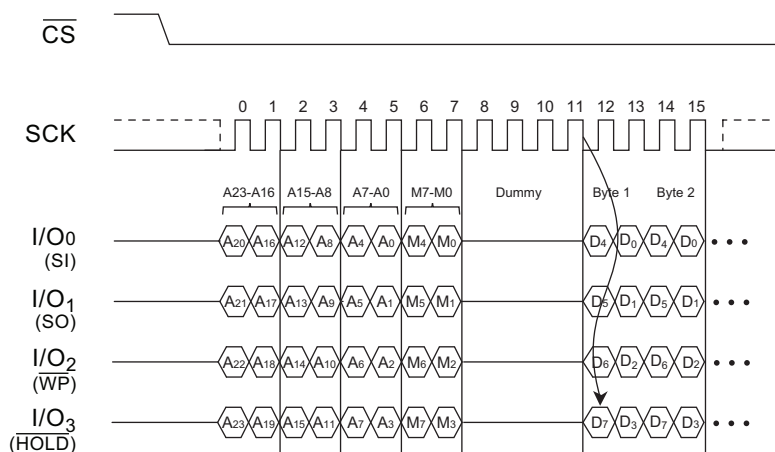 CS
0 1 2 3 4 5 6 7 8 9 10 11 12 13 14 15
SCK
A23-A16 A15-A8 A7-A0 M7-M0 Dummy Byte 1 Byte 2
I/O0 A20 A16 A12 A8 A4 A0 M4 M0 D4 D0 D4 D0 • • •
(SI)
I/O1 A21 A17 A13 A9 A5 A1 M5 M1 D5 D1 D5 D1 • • •
(SO)
I/O2 A22 A18 A14 A10 A6 A2 M6 M2 D6 D2 D6 D2 • • •
(WP)
I/O3 A23 A19 A15 A11 A7 A3 M7 M3 D7 D3 D7 D3 • • •
(HOLD)